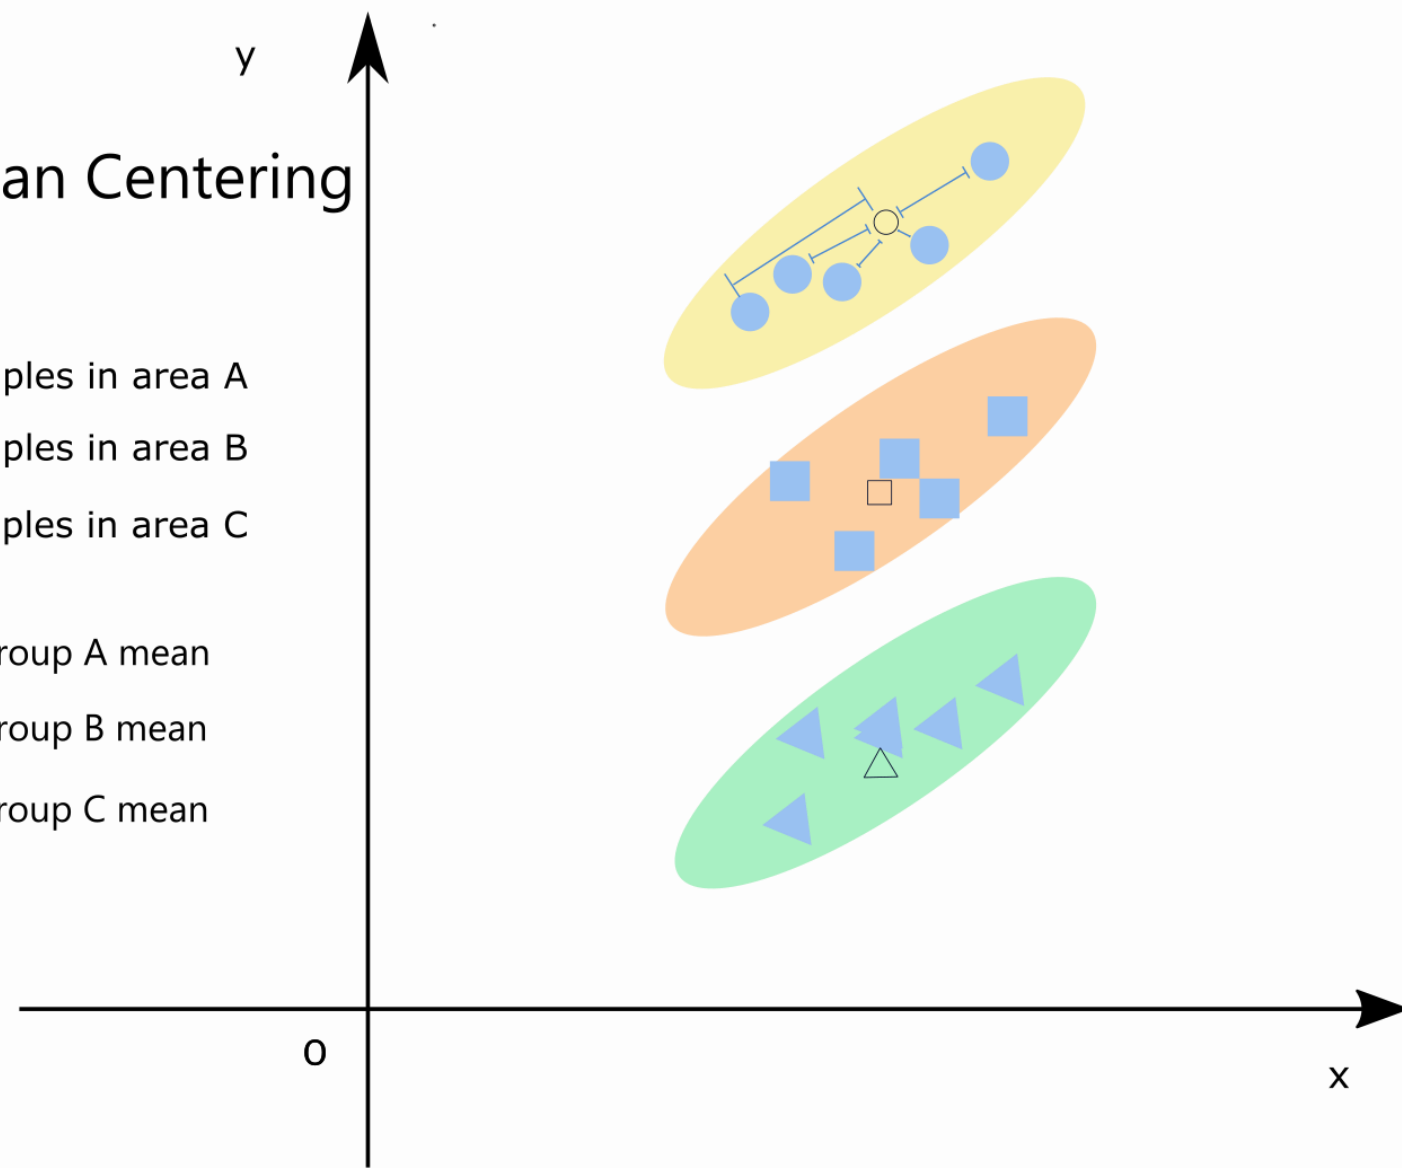 y
an Centering
ples in area A
ples in area B
ples in area C
roup A mean
roup B mean
roup C mean
O
x